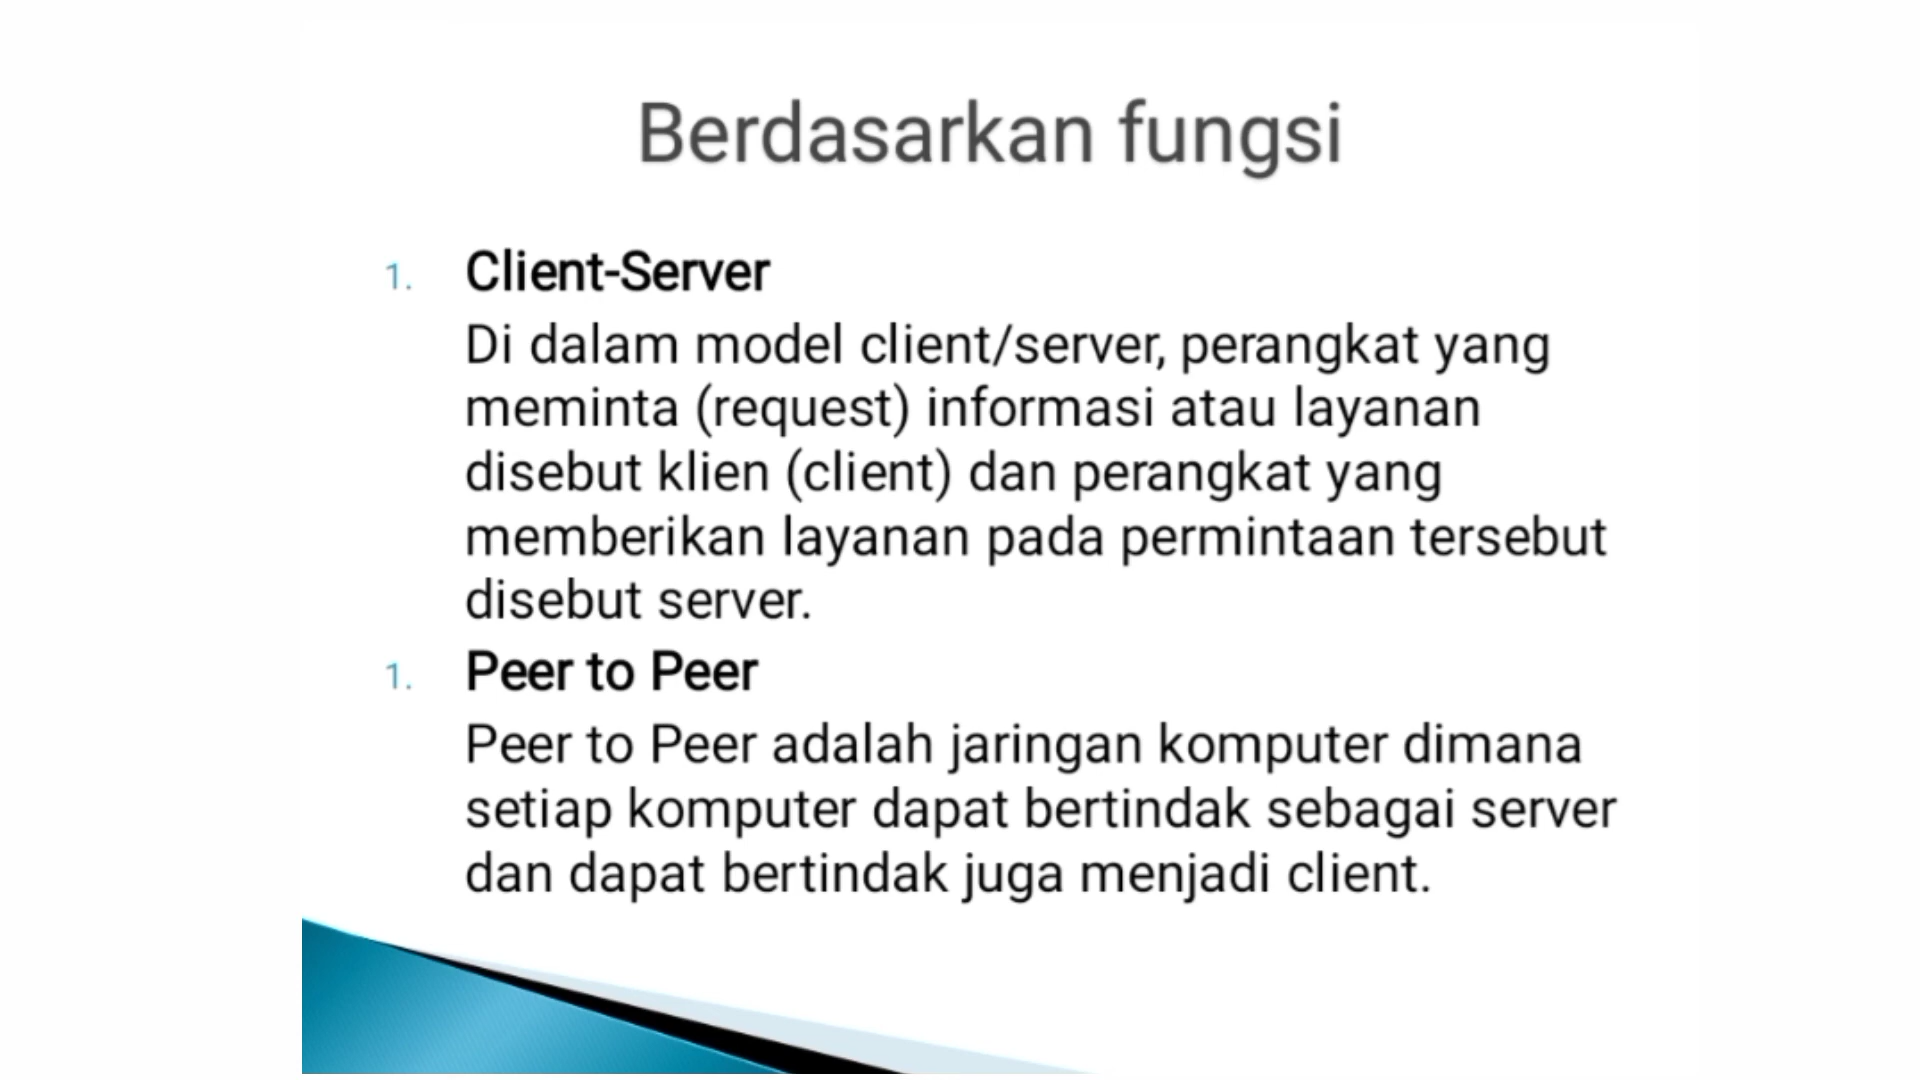 Berdasarkan fungsi
1. Client-Server
Di dalam model client/server, perangkat yang
meminta (request) informasi atau layanan
disebut klien (client) dan perangkat yang
memberikan layanan pada permintaan tersebut
disebut server.
1. Peer to Peer
Peer to Peer adalah jaringan komputer dimana
setiap komputer dapat bertindak sebagai server
dan dapat bertindak juga menjadi client.